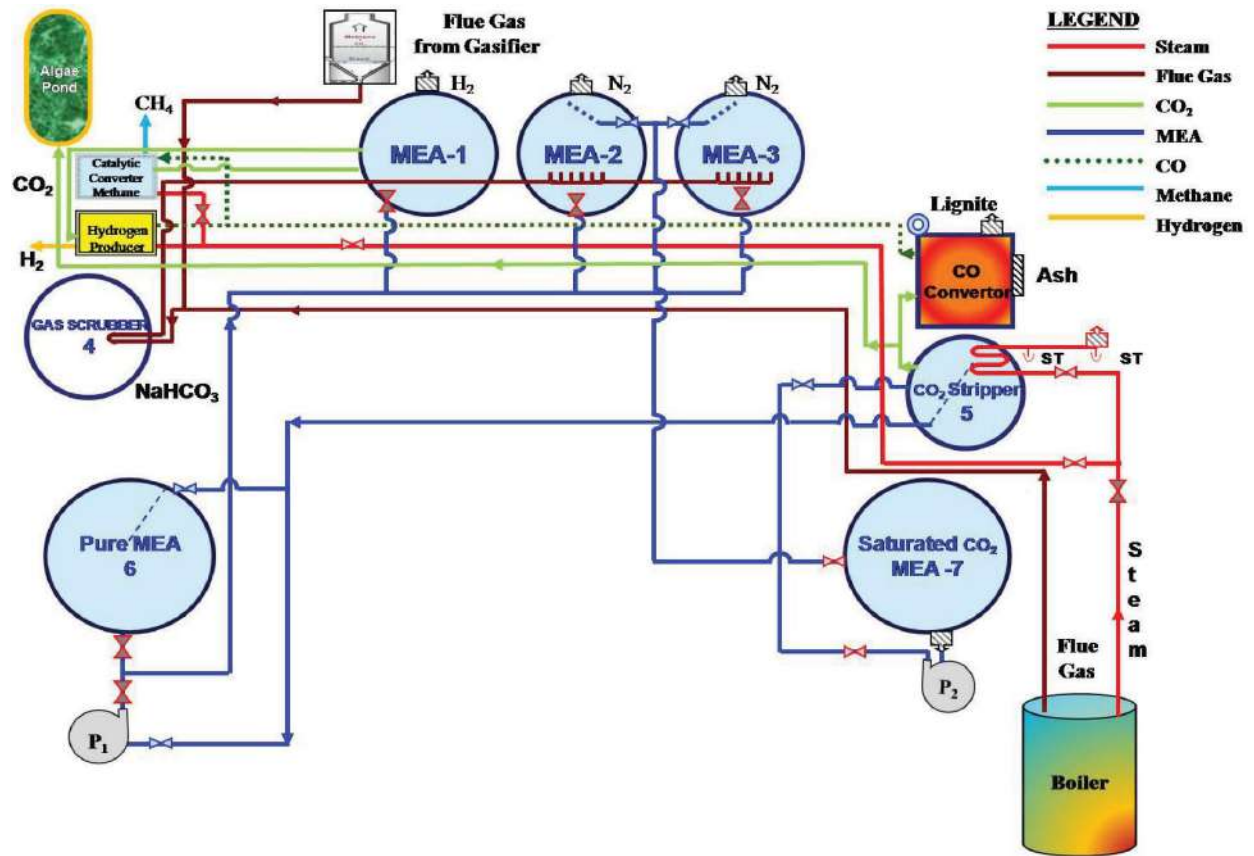 Flue Gas
from Gasifier
LEGEND
Steam
Flue Gas
CO₂
MEA
CO
Methane
Hydrogen
Algae
Pond
CH₄
H₂
N₂
N₂
MEA-1
MEA-2
MEA-3
Catalytic
Converter
Methane
CO₂
Hydrogen
Producer
H₂
Lignite
CO
Convertor
Ash
GAS SCRUBBER
4
NaHCO₃
ST
ST
CO₂ Stripper
5
Pure MEA
6
Saturated CO₂
MEA -7
Steam
Flue
Gas
P₁
P₂
Boiler